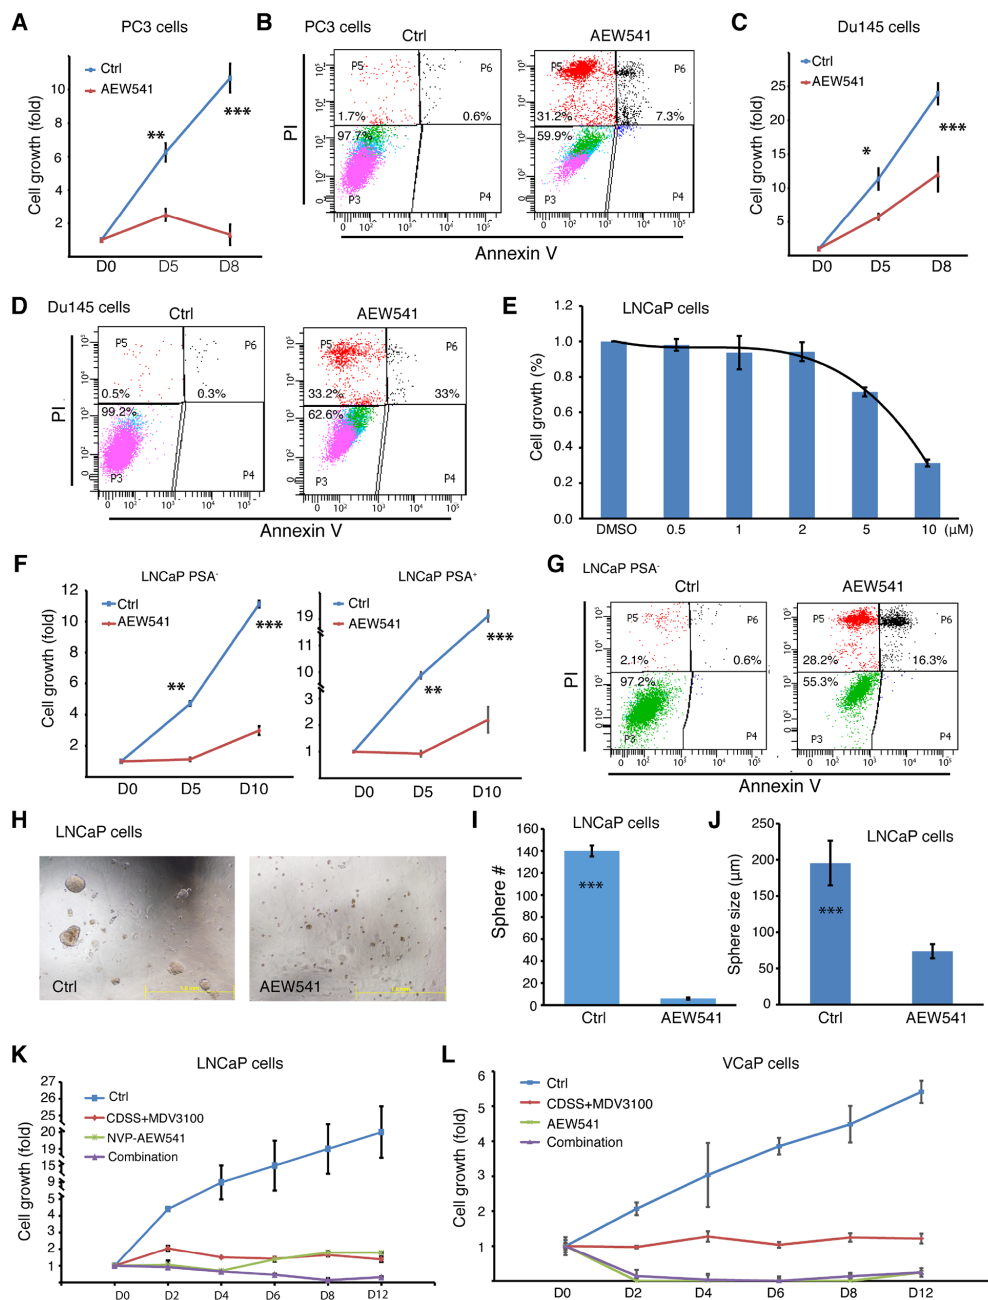 A
PC3 cells
Ctrl
AEW541
Cell growth (fold)
10
8
6
4
2
**
***
D0
D5
D8
B
PC3 cells
Ctrl
AEW541
PI
P5
P6
1.7%
0.6%
97.7%
P3
P4
P5
P6
31.2%
7.3%
59.9%
P3
P4
Annexin V
C
Du145 cells
Ctrl
AEW541
Cell growth (fold)
25
20
15
10
5
*
***
D0
D5
D8
D
Du145 cells
Ctrl
AEW541
PI
P5
P6
0.5%
0.3%
99.2%
P3
P4
P5
P6
33.2%
33%
62.6%
P3
P4
Annexin V
E
LNCaP cells
Cell growth (%)
1.2
1.0
0.8
0.6
0.4
0.2
0.0
DMSO 0.5 1 2 5 10 (µM)
F
LNCaP PSA-
Ctrl
AEW541
Cell growth (fold)
12
10
8
6
4
2
**
***
D0 D5 D10
LNCaP PSA+
Ctrl
AEW541
19
11
10
3
2
1
**
***
D0 D5 D10
G
LNCaP PSA-
Ctrl
AEW541
PI
P5
P6
2.1%
0.6%
97.2%
P3
P4
P5
P6
28.2%
16.3%
55.3%
P3
P4
Annexin V
H
LNCaP cells
Ctrl
AEW541
I
LNCaP cells
Sphere #
160
140
120
100
80
60
40
20
0
***
Ctrl AEW541
J
LNCaP cells
Sphere size (µm)
250
200
150
100
50
0
***
Ctrl AEW541
K
LNCaP cells
Ctrl
CDSS+MDV3100
NVP-AEW541
Combination
Cell growth (fold)
27
26
25
20
15
9
5
4
3
2
1
0
D0 D2 D4 D6 D8 D12
L
VCaP cells
Ctrl
CDSS+MDV3100
AEW541
Combination
Cell growth (fold)
6
5
4
3
2
1
D0 D2 D4 D6 D8 D12